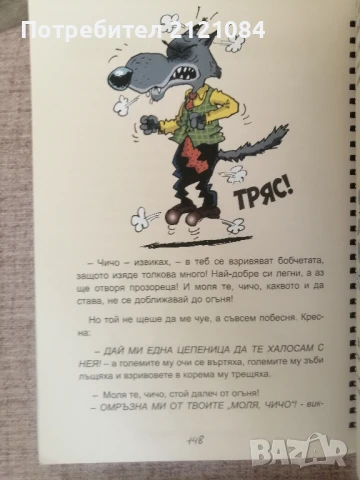 Потребител 2121084
ТРЯС!
– Чичо – извиках, – в теб се взривяват бобчетата,
защото изяде толкова много! Най-добре си легни, а аз
ще отворя прозореца! И моля те, чичо, каквото и да
става, не се доближавай до огъня!
Но той не щеше да ме чуе, а съвсем побесня. Крес-
на:
– ДАЙ МИ ЕДНА ЦЕПЕНИЦА ДА ТЕ ХАЛОСАМ С
НЕЯ! – а големите му очи се въртяха, големите му зъби
лъщяха и взривовете в корема му трещяха.
– Моля те, чичо, стой далеч от огъня!
– ОМРЪЗНА МИ ОТ ТВОИТЕ „МОЛЯ, ЧИЧО“! - вик-
148
BAZAR
bg